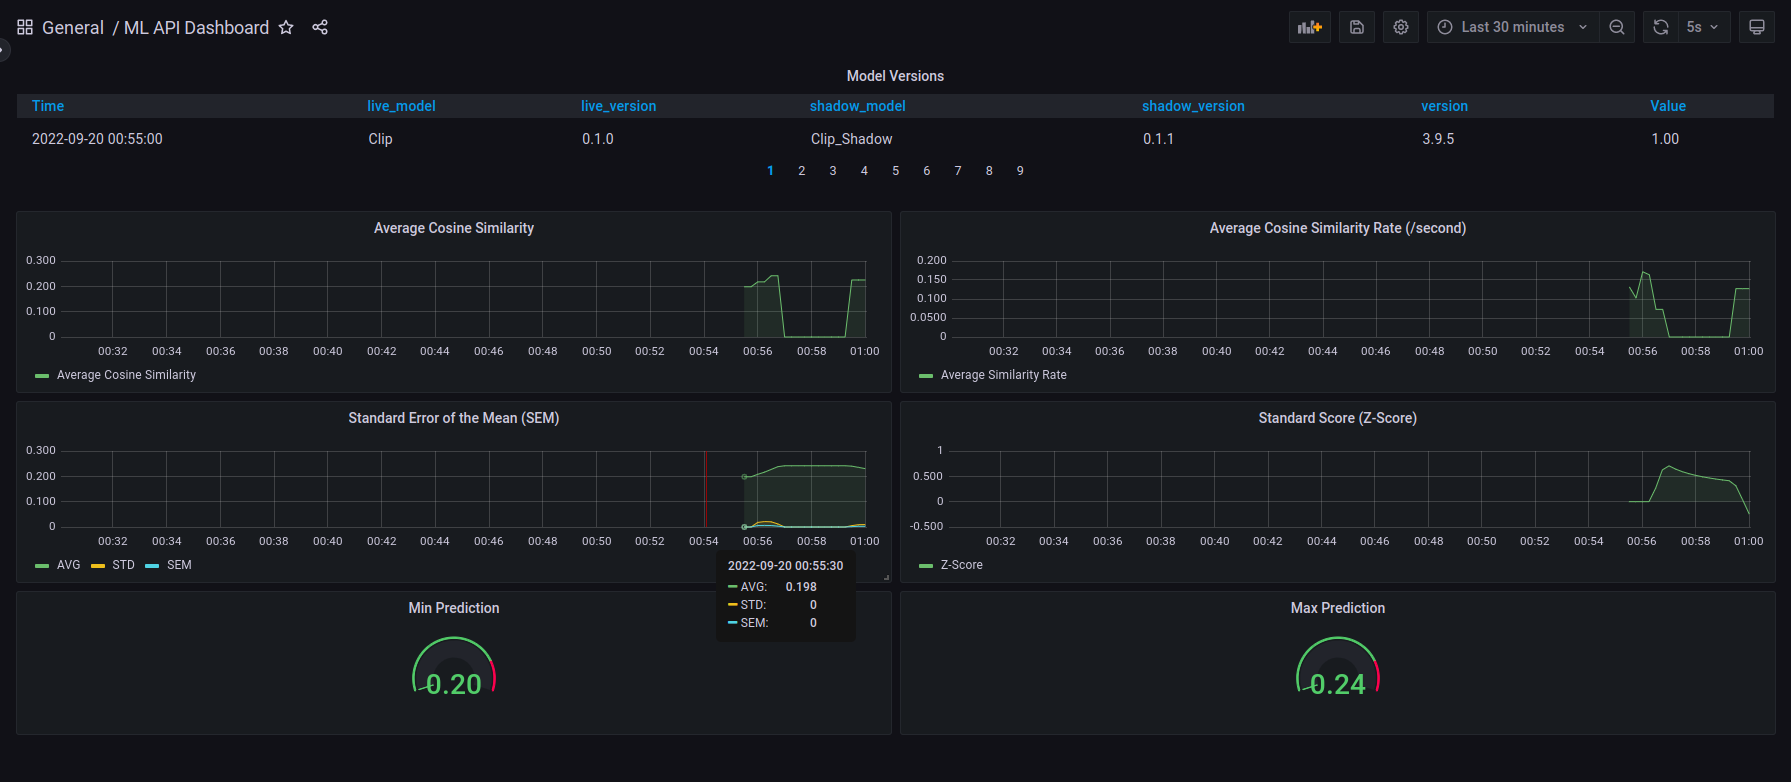 General / ML API Dashboard
Last 30 minutes
5s
Model Versions
Time live_model live_version shadow_model shadow_version version Value
2022-09-20 00:55:00 Clip 0.1.0 Clip_Shadow 0.1.1 3.9.5 1.00
1 2 3 4 5 6 7 8 9
Average Cosine Similarity
0.300
0.200
0.100
0
00:32 00:34 00:36 00:38 00:40 00:42 00:44 00:46 00:48 00:50 00:52 00:54 00:56 00:58 01:00
Average Cosine Similarity
Average Cosine Similarity Rate (/second)
0.200
0.150
0.100
0.0500
0
00:32 00:34 00:36 00:38 00:40 00:42 00:44 00:46 00:48 00:50 00:52 00:54 00:56 00:58 01:00
Average Similarity Rate
Standard Error of the Mean (SEM)
0.300
0.200
0.100
0
00:32 00:34 00:36 00:38 00:40 00:42 00:44 00:46 00:48 00:50 00:52 00:54 00:56 00:58 01:00
AVG STD SEM
2022-09-20 00:55:30
AVG: 0.198
STD: 0
SEM: 0
Standard Score (Z-Score)
1
0.500
0
-0.500
00:32 00:34 00:36 00:38 00:40 00:42 00:44 00:46 00:48 00:50 00:52 00:54 00:56 00:58 01:00
Z-Score
Min Prediction
0.20
Max Prediction
0.24